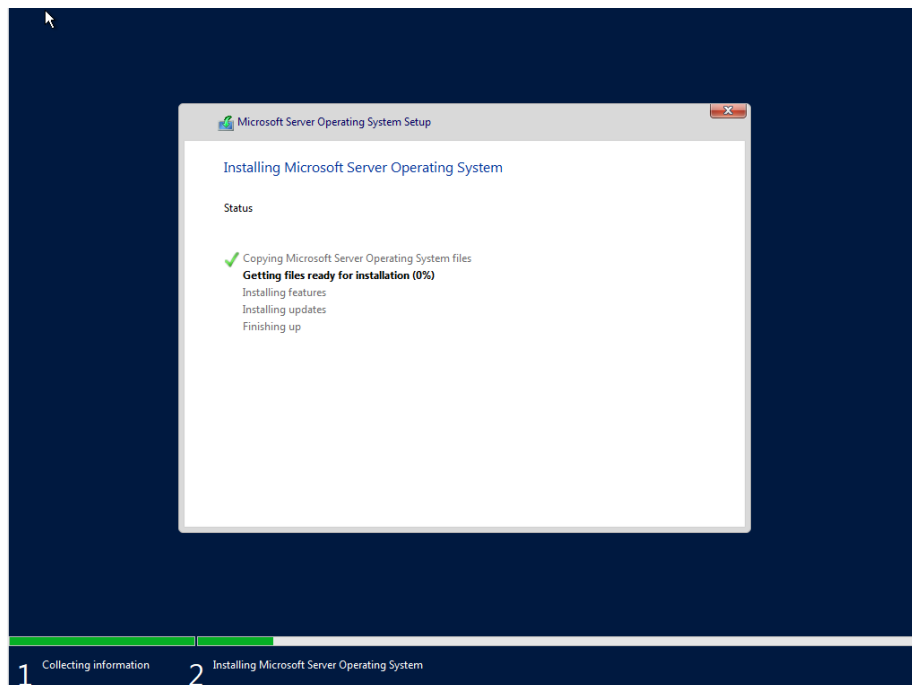 Microsoft Server Operating System Setup
Installing Microsoft Server Operating System
Status
Copying Microsoft Server Operating System files
Getting files ready for installation (0%)
Installing features
Installing updates
Finishing up
1 Collecting information
2 Installing Microsoft Server Operating System